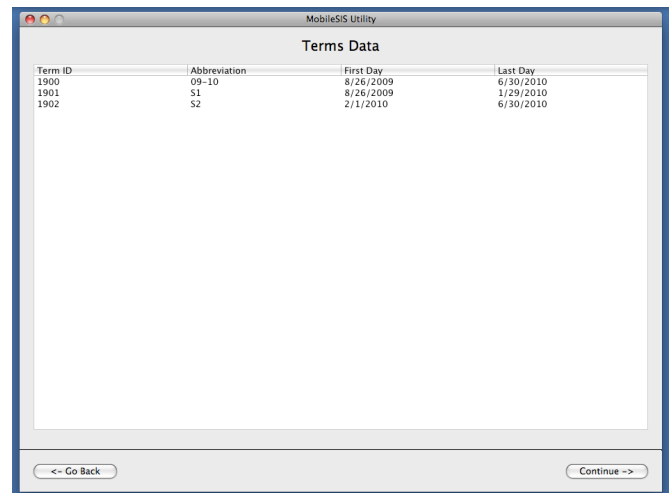 MobileSIS Utility
Terms Data
Term ID Abbreviation First Day Last Day
1900 09-10 8/26/2009 6/30/2010
1901 S1 8/26/2009 1/29/2010
1902 S2 2/1/2010 6/30/2010
<- Go Back Continue ->